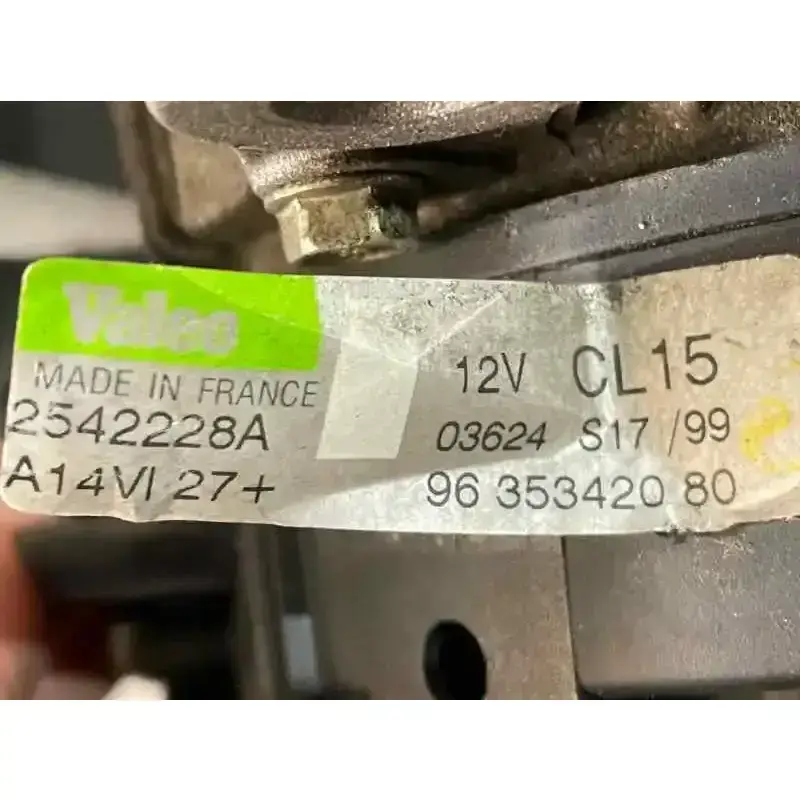 Valeo
MADE IN FRANCE
12V CL15
2542228A
03624 S17/99
A14VI 27+
96 353420 80